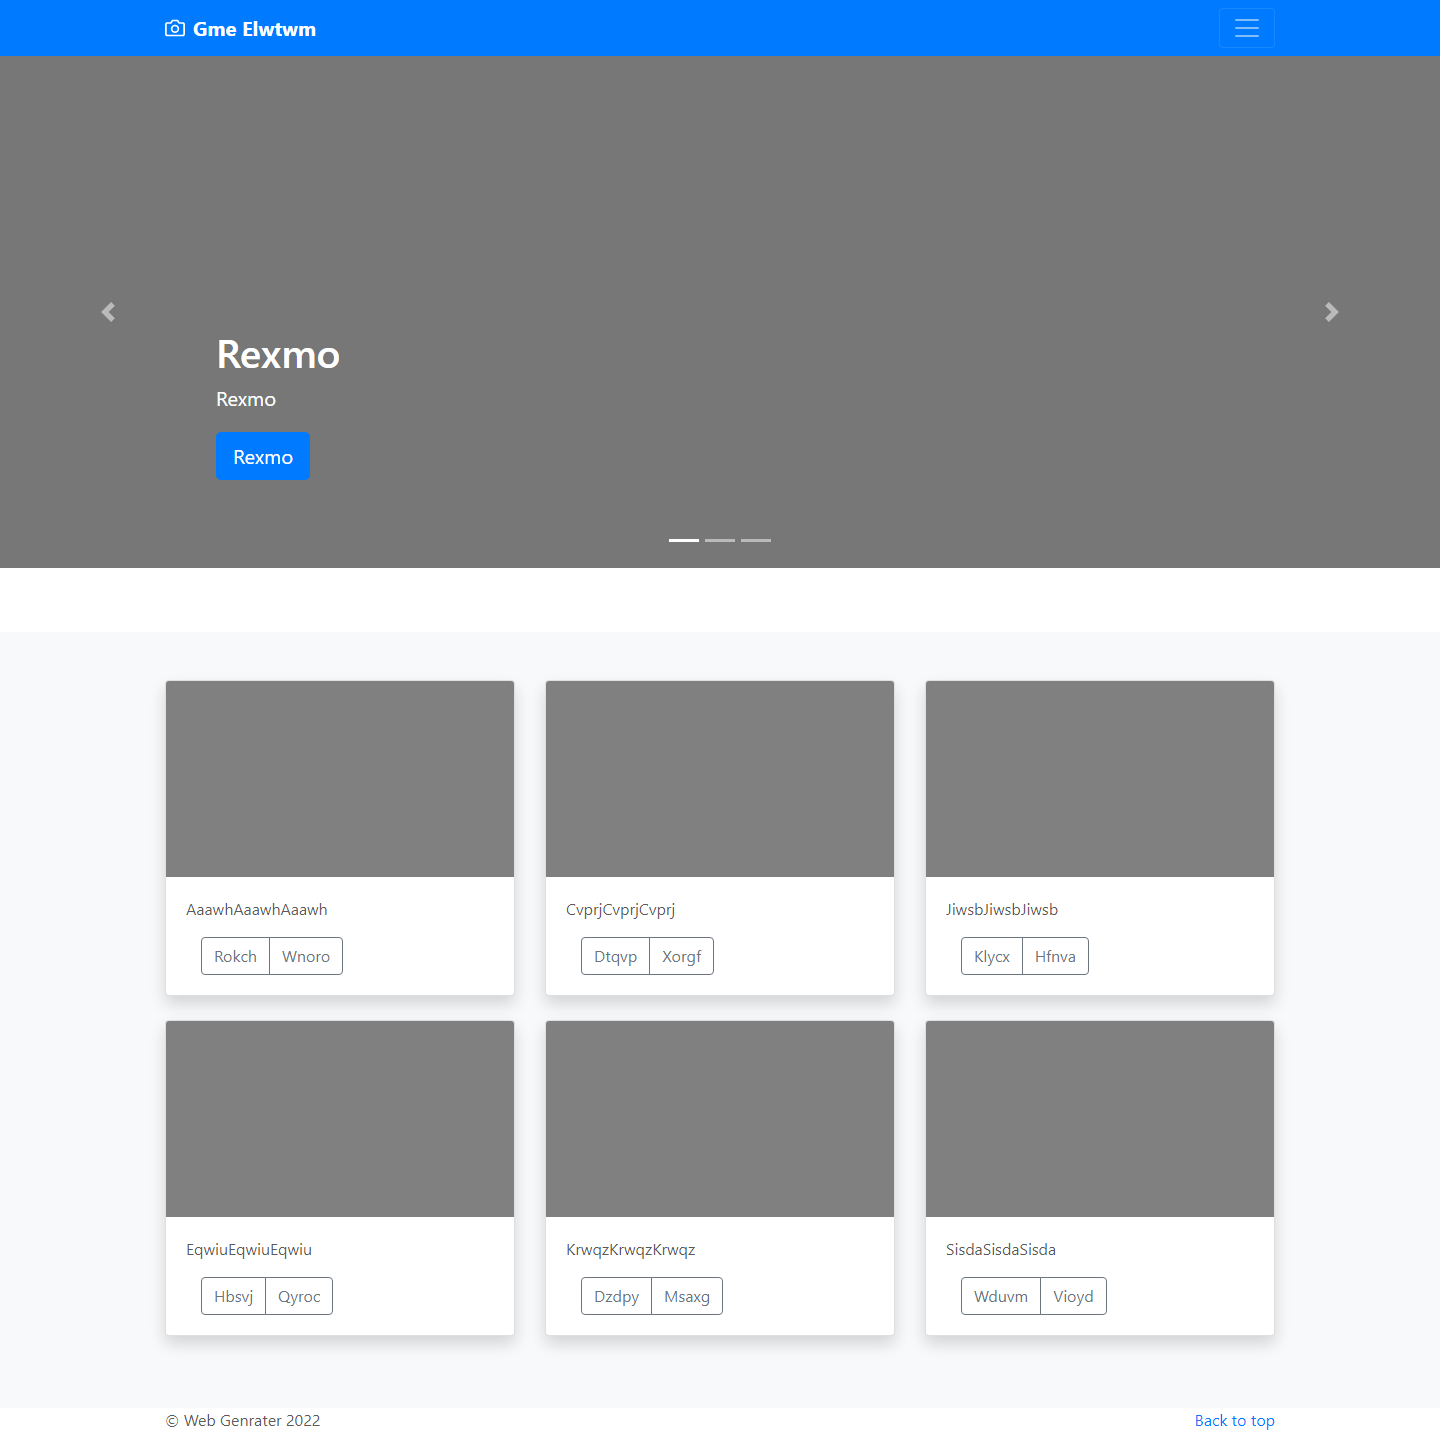 Gme Elwtwm
Rexmo
Rexmo
Rexmo
AaawhAaawhAaawh
Rokch Wnoro
CvprjCvprjCvprj
Dtqvp Xorgf
JiwsbJiwsbJiwsb
Klycx Hfnva
EqwiuEqwiuEqwiu
Hbsvj Qyroc
KrwqzKrwqzKrwqz
Dzdpy Msaxg
SisdaSisdaSisda
Wduvm Vioyd
© Web Genrater 2022
Back to top